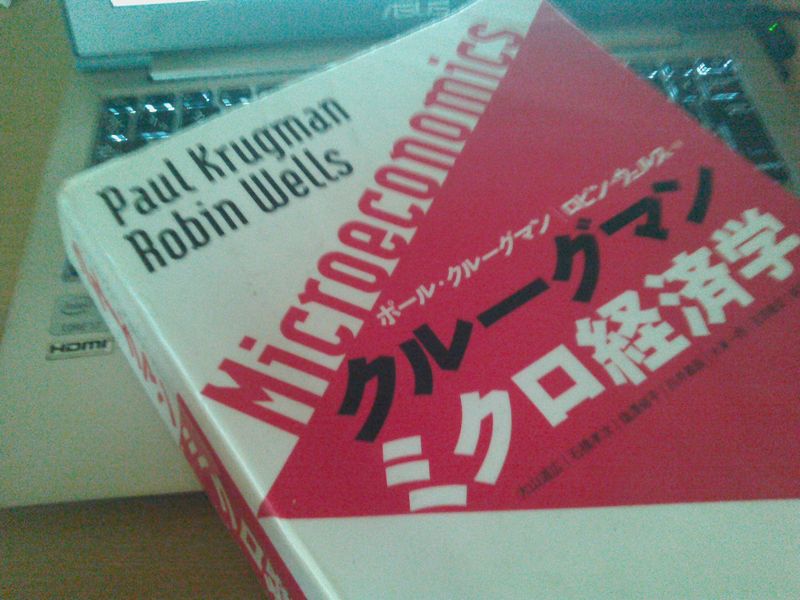 ASUS
Paul Krugman
Robin Wells
Microeconomics
ポール・クルーグマン ロビン・ウェルス
クルーグマン
ミクロ経済学
HDMI